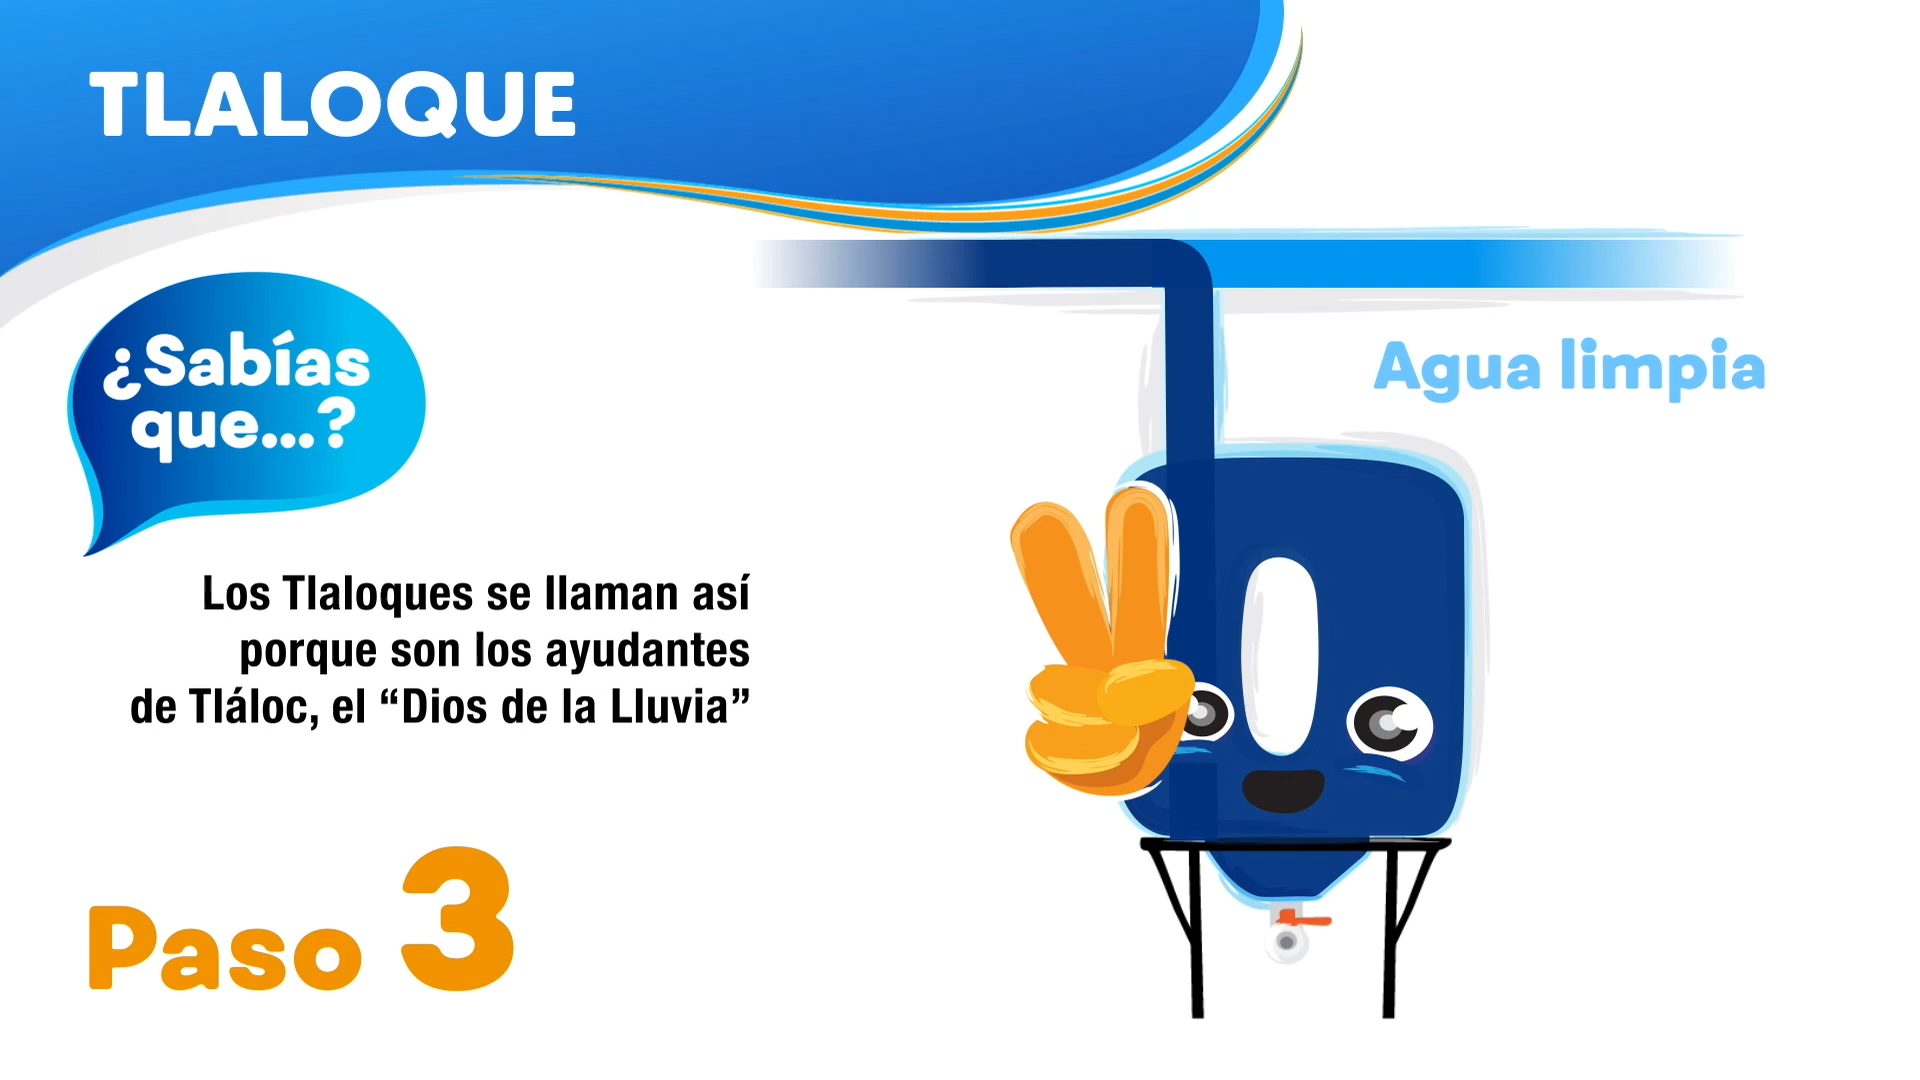 TLALOQUE
¿Sabías
que...?
Agua limpia
Los Tlaloques se llaman así
porque son los ayudantes
de Tláloc, el “Dios de la Lluvia”
Paso 3